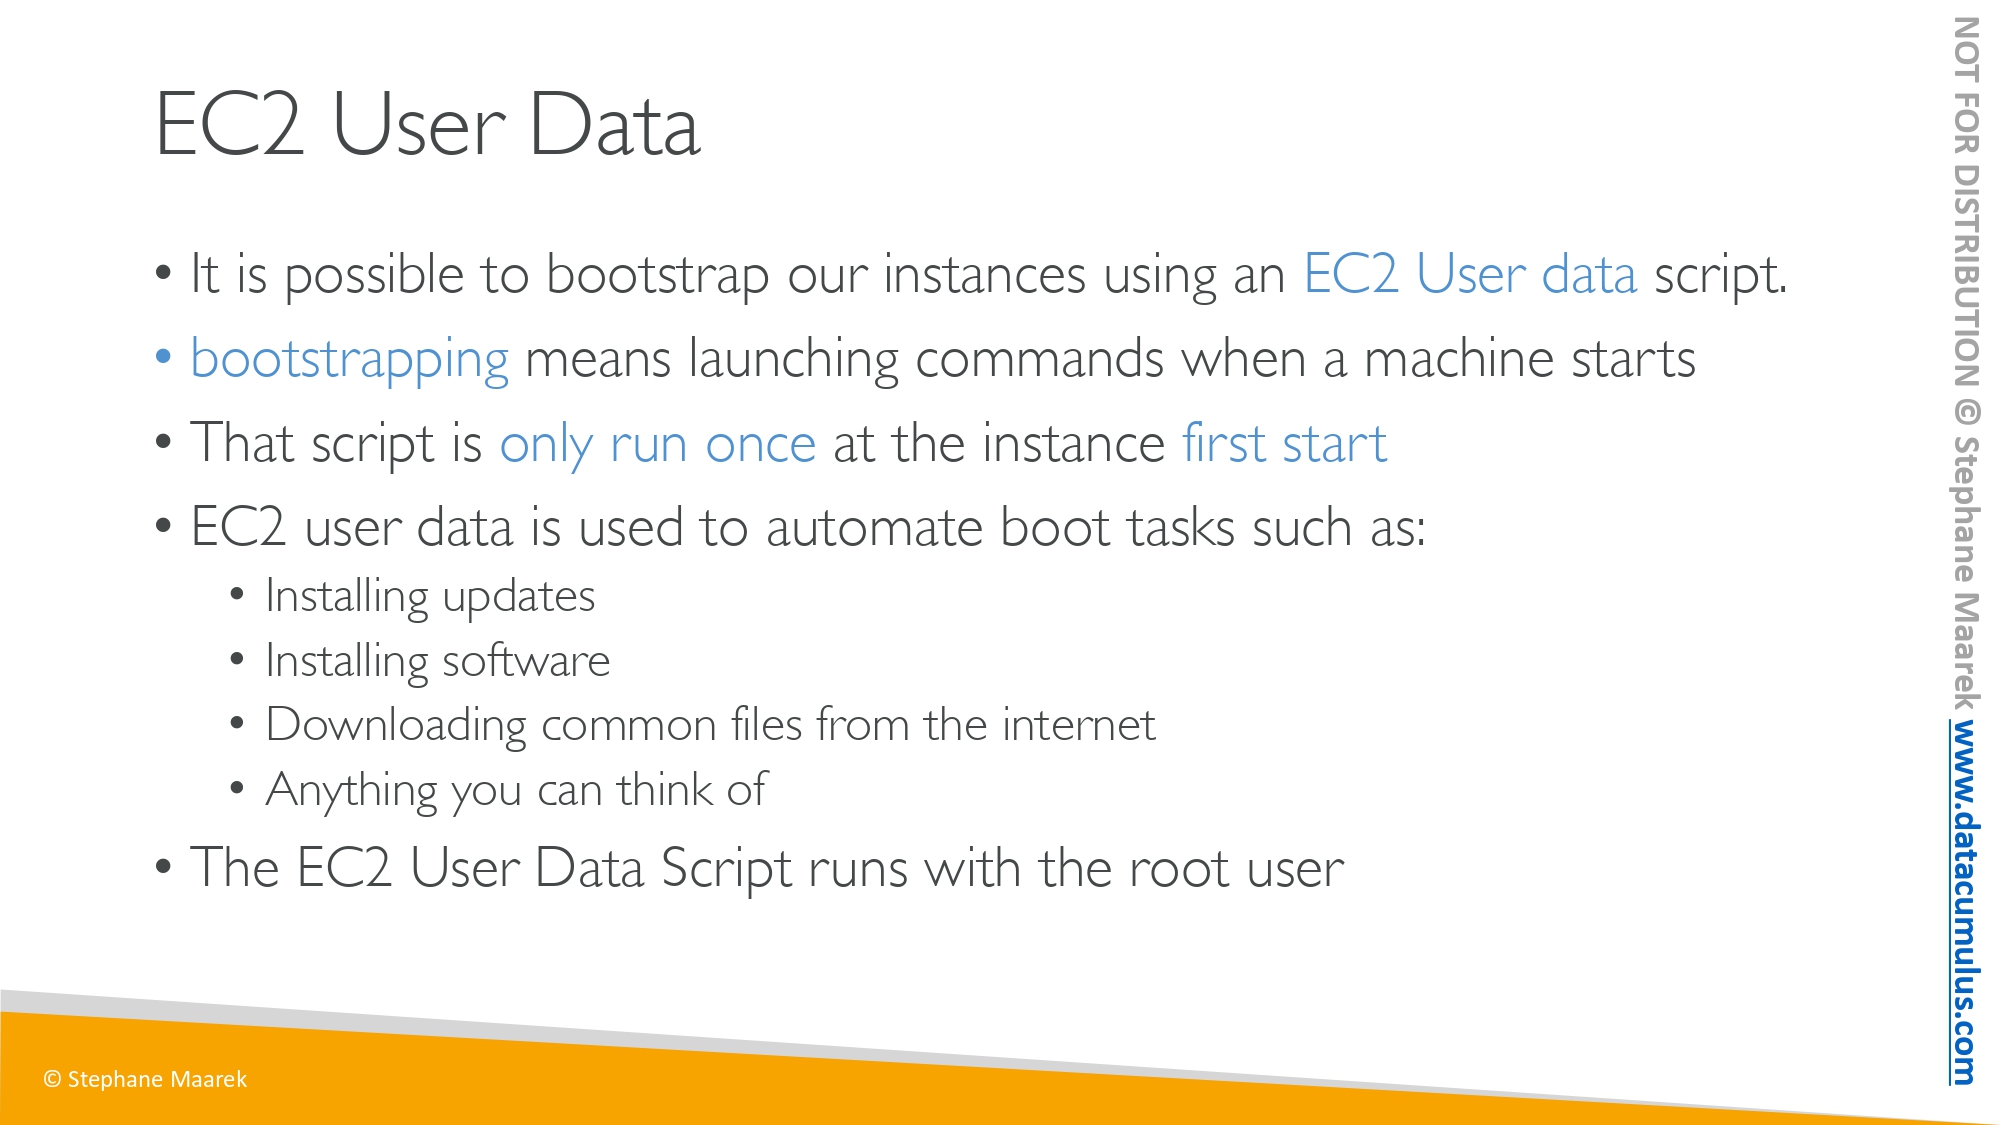 EC2 User Data
• It is possible to bootstrap our instances using an EC2 User data script.
• bootstrapping means launching commands when a machine starts
• That script is only run once at the instance first start
• EC2 user data is used to automate boot tasks such as:
• Installing updates
• Installing software
• Downloading common files from the internet
• Anything you can think of
• The EC2 User Data Script runs with the root user
© Stephane Maarek
NOT FOR DISTRIBUTION © Stephane Maarek www.datacumulus.com